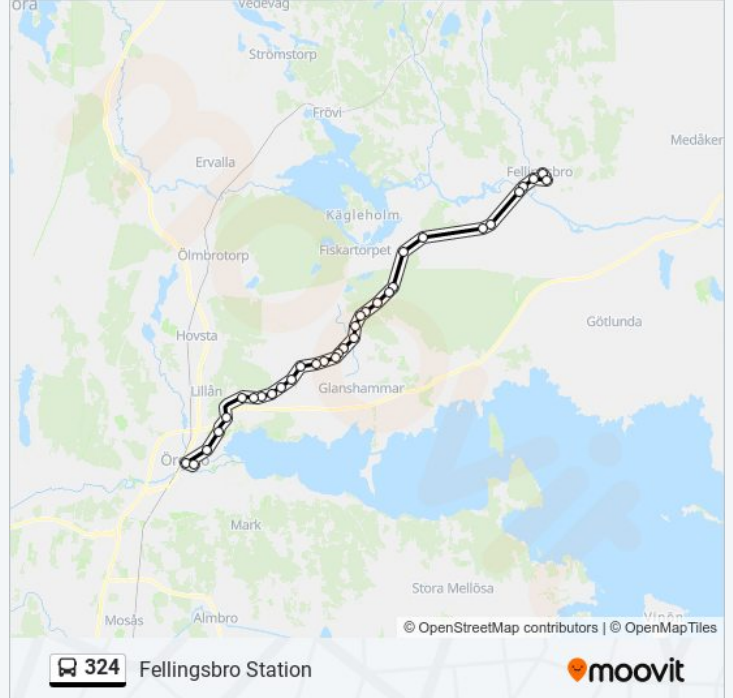 Vedevåg
Strömstorp
Frövi
Medåker
Ervalla
Fellingsbro
Kägleholm
Fiskartorpet
Ölmbrotorp
Götlunda
Hovsta
Glanshammar
Lillån
Mark
Stora Mellösa
Mosås
Almbro
© OpenStreetMap contributors | © OpenMapTiles
324 Fellingsbro Station
moovit